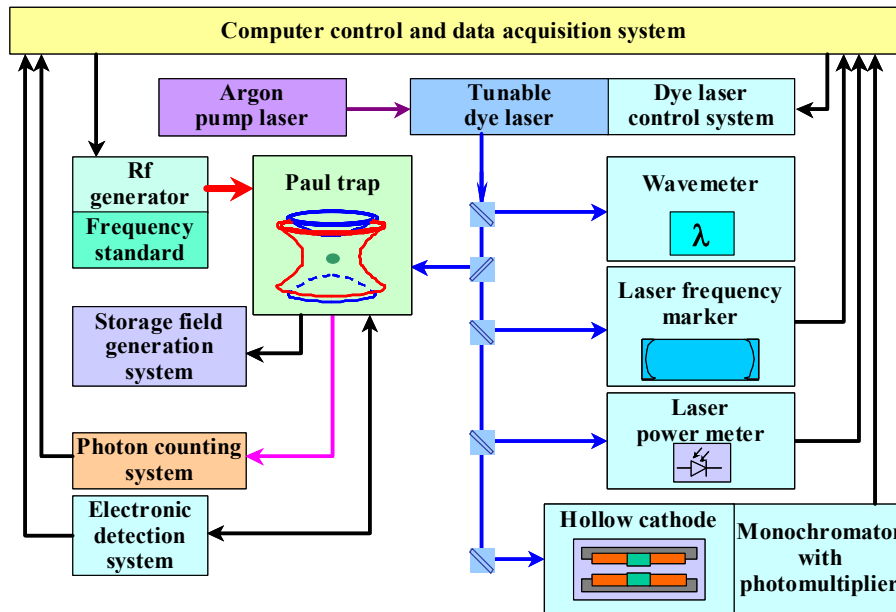 Computer control and data acquisition system
Argon
pump laser
Tunable
dye laser
Dye laser
control system
Rf
generator
Frequency
standard
Paul trap
Wavemeter
λ
Storage field
generation
system
Laser frequency
marker
Photon counting
system
Laser
power meter
Electronic
detection
system
Hollow cathode
Monochromator
with
photomultiplier